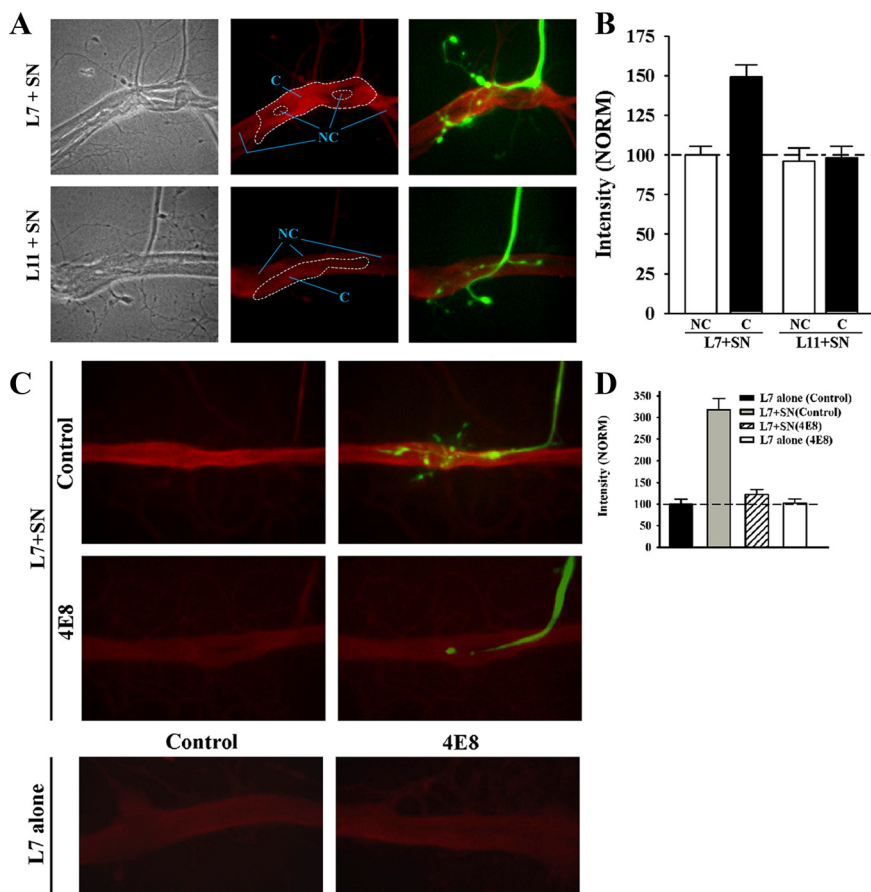 A
L7 + SN
C
NC
L11 + SN
NC
C
B
Intensity (NORM)
150
125
100
75
50
25
0
NC C NC C
L7+SN L11+SN
C
L7+SN
Control
4E8
Control 4E8
L7 alone
D
Intensity (NORM)
350
300
250
200
150
100
50
0
L7 alone (Control)
L7+SN(Control)
L7+SN(4E8)
L7 alone (4E8)